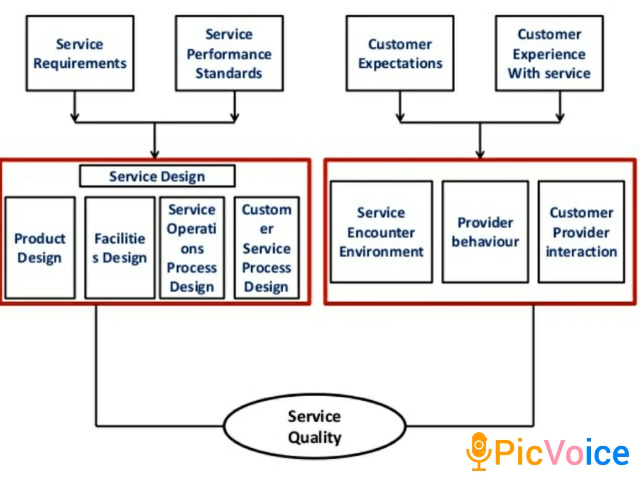 Service
Requirements
Service
Performance
Standards
Customer
Expectations
Customer
Experience
With service
Service Design
Product
Design
Facilitie
s Design
Service
Operati
ons
Process
Design
Custom
er
Service
Process
Design
Service
Encounter
Environment
Provider
behaviour
Customer
Provider
interaction
Service
Quality
PicVoice